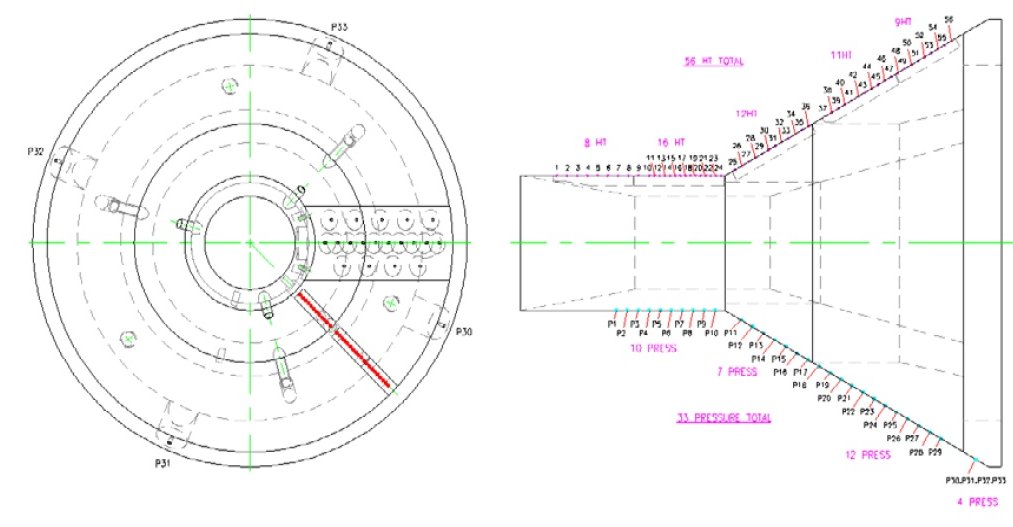 P33
P32
P30
P31
56 HT TOTAL
8 HT
16 HT
12HT
11HT
9HT
1 2 3 4 5 6 7 8 9 10 11 12 13 14 15 16 17 18 19 20 21 22 23 24
25 26 27 28 29 30 31 32 33 34 35 36
37 38 39 40 41 42 43 44 45 46 47
48 49 50 51 52 53 54 55 56
P1 P2 P3 P4 P5 P6 P7 P8 P9 P10
10 PRESS
P11 P12 P13 P14 P15 P16 P17
7 PRESS
P18 P19 P20 P21 P22 P23 P24 P25 P26 P27 P28 P29
33 PRESSURE TOTAL
12 PRESS
P30,P31,P32,P33
4 PRESS